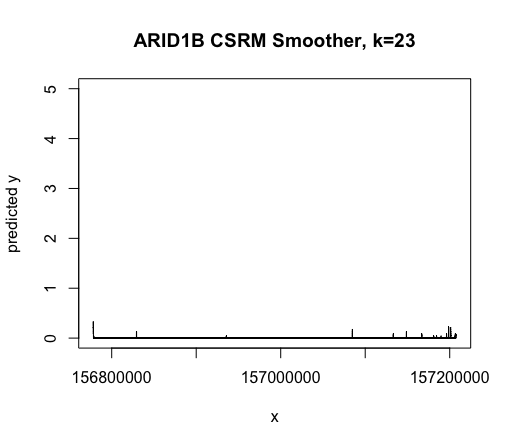 ARID1B CSRM Smoother, k=23
predicted y
5
4
3
2
1
0
156800000 157000000 157200000
x